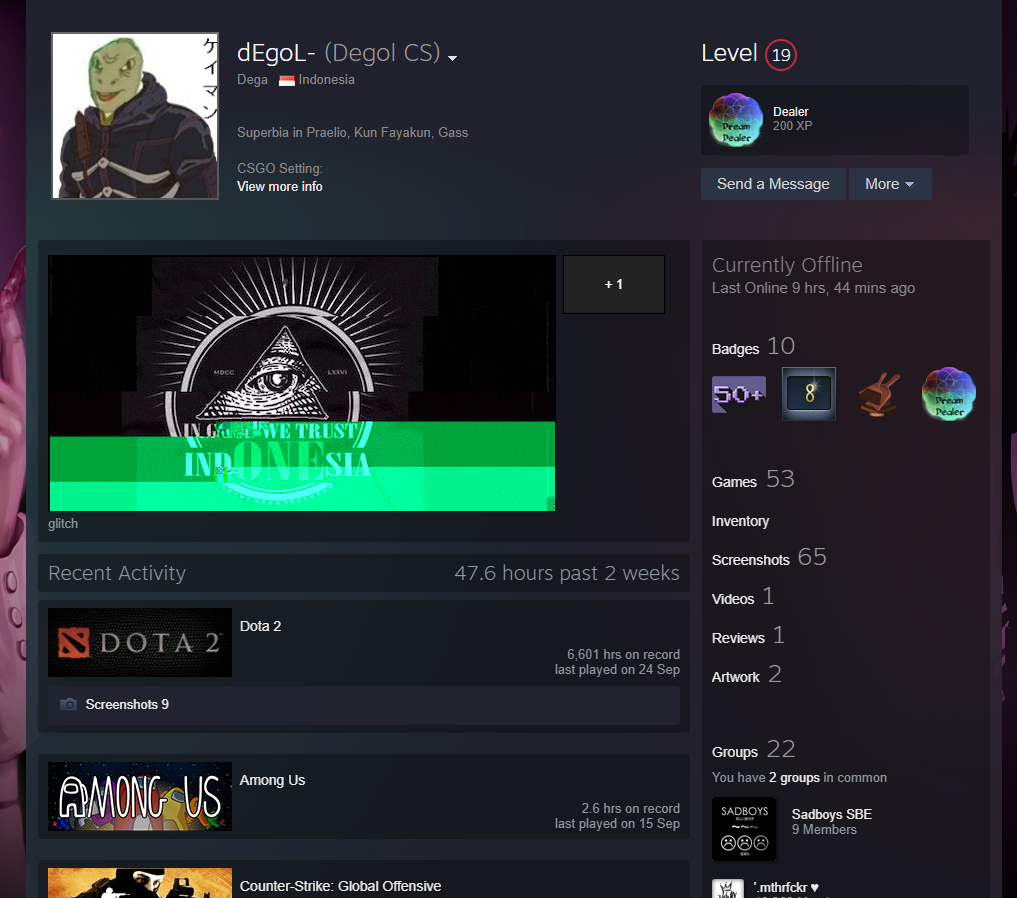 ケイマン
dEgoL- (Degol CS)
Dega Indonesia
Superbia in Praelio, Kun Fayakun, Gass
CSGO Setting:
View more info
Level 19
Dream Dealer
Dealer
200 XP
Send a Message
More
MDCC LXXVI
WE TRUST
INDONESIA
+ 1
glitch
Recent Activity
47.6 hours past 2 weeks
DOTA 2
Dota 2
6,601 hrs on record
last played on 24 Sep
Screenshots 9
AMONG US
Among Us
2.6 hrs on record
last played on 15 Sep
Counter-Strike: Global Offensive
Currently Offline
Last Online 9 hrs, 44 mins ago
Badges 10
50+
8
Dream
Dealer
Games 53
Inventory
Screenshots 65
Videos 1
Reviews 1
Artwork 2
Groups 22
You have 2 groups in common
SADBOYS
Sadboys SBE
9 Members
'.mthrfckr ♥